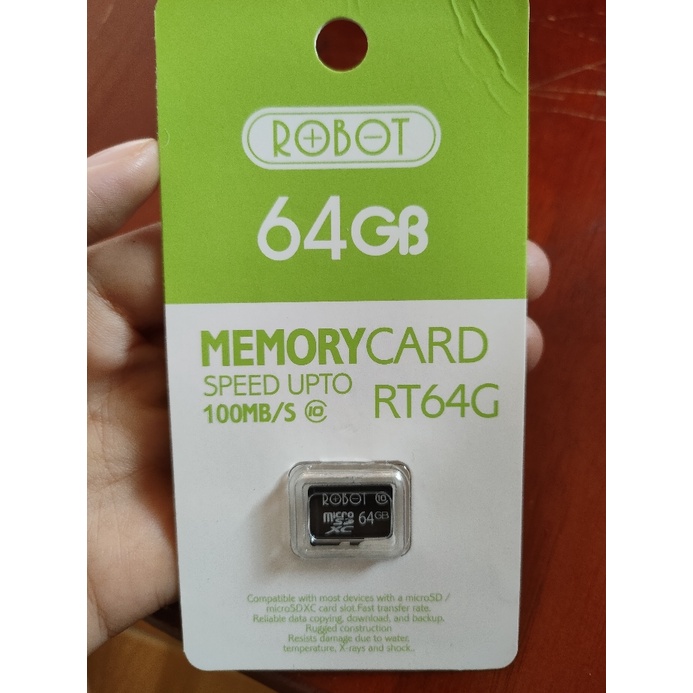 ROBOT
64GB
MEMORYCARD
SPEED UPTO
100MB/S 10
RT64G
ROBOT 10
micro SD XC 64GB
Compatible with most devices with a microSD /
microSDXC card slot.Fast transfer rate.
Reliable data copying, download, and backup.
Rugged construction
Resists damage due to water,
temperature, X-rays and shock..